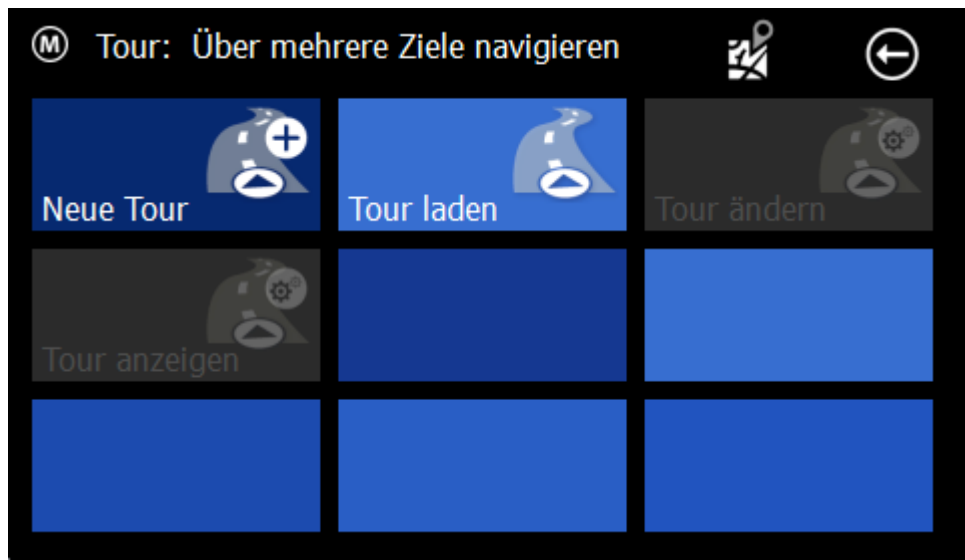 M Tour: Über mehrere Ziele navigieren
Neue Tour
Tour laden
Tour ändern
Tour anzeigen